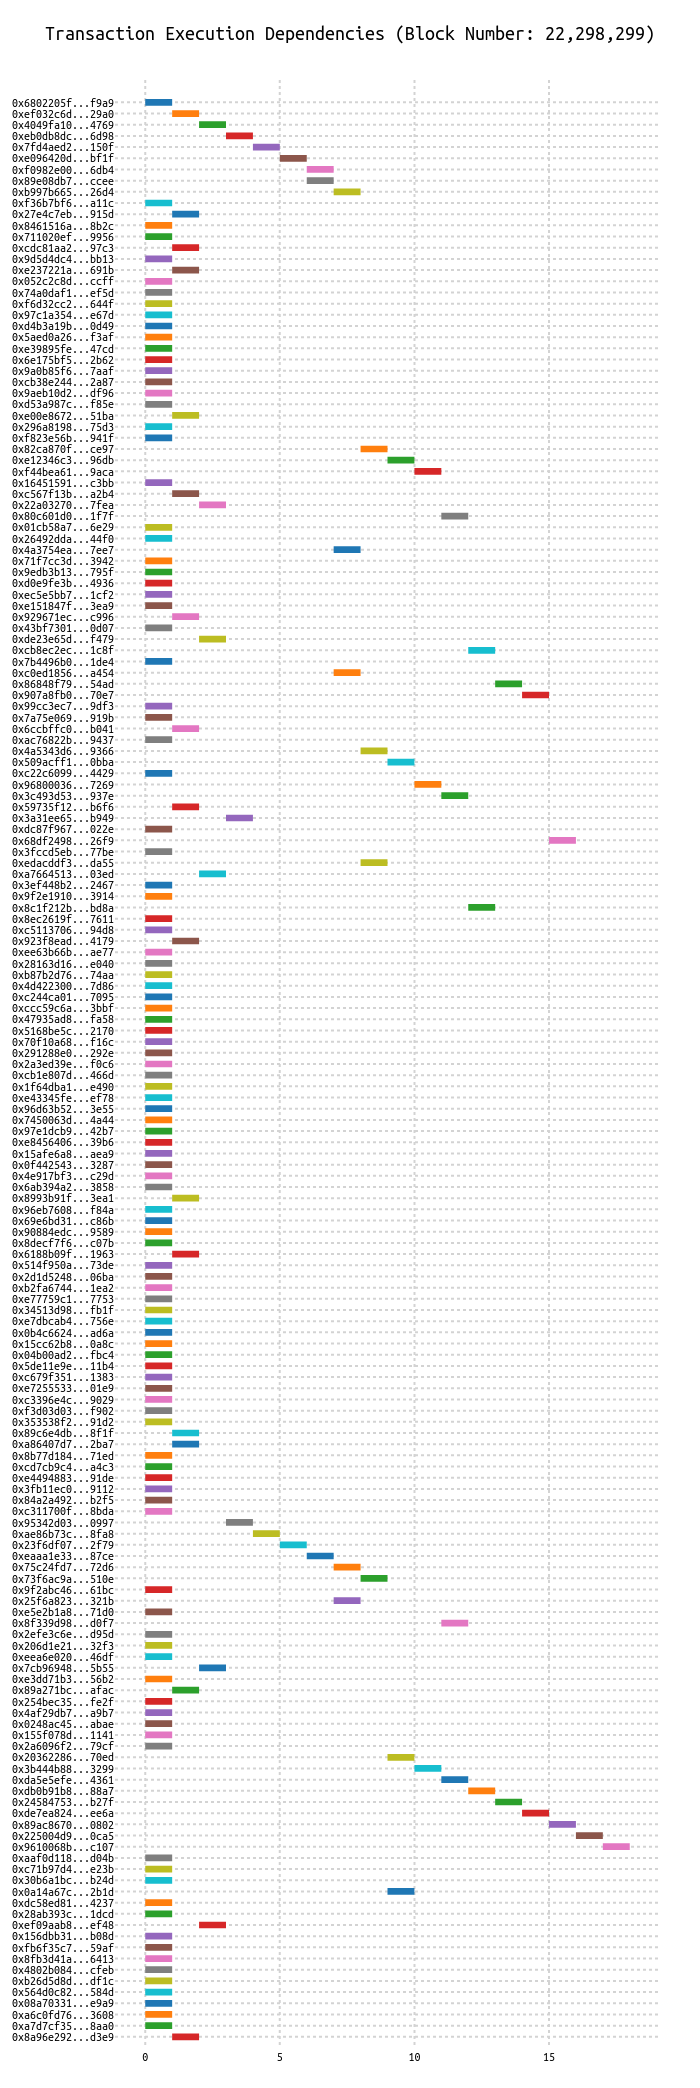 Transaction Execution Dependencies (Block Number: 22,298,299)
0x6802205f...f9a9
0xef032c6d...29a0
0x4049fa10...4769
0xeb0db8dc...6d98
0x7fd4aed2...150f
0xe096420d...bf1f
0xf0982e00...6db4
0x89e08db7...ccee
0xb997b665...26d4
0xf36b7bf6...a11c
0x27e4c7eb...915d
0x8461516a...8b2c
0x711020ef...9956
0xcdc81aa2...97c3
0x9d5d4dc4...bb13
0xe237221a...691b
0x052c2c8d...ccff
0x74a0daf1...ef5d
0xf6d32cc2...644f
0x97c1a354...e67d
0xd4b3a19b...0d49
0x5aed0a26...f3af
0xe39895fe...47cd
0x6e175bf5...2b62
0x9a0b85f6...7aaf
0xcb38e244...2a87
0x9aeb10d2...df96
0xd53a987c...f85e
0xe00e8672...51ba
0x296a8198...75d3
0xf823e56b...941f
0x82ca870f...ce97
0xe12346c3...96db
0xf44bea61...9aca
0x16451591...c3bb
0xc567f13b...a2b4
0x22a03270...7fea
0x80c601d0...1f7f
0x01cb58a7...6e29
0x26492dda...44f0
0x4a3754ea...7ee7
0x71f7cc3d...3942
0x9edb3b13...795f
0xd0e9fe3b...4936
0xec5e5bb7...1cf2
0xe151847f...3ea9
0x929671ec...c996
0x43bf7301...0d07
0xde23e65d...f479
0xcb8ec2ec...1c8f
0x7b4496b0...1de4
0xc0ed1856...a454
0x86848f79...54ad
0x907a8fb0...70e7
0x99cc3ec7...9df3
0x7a75e069...919b
0x6ccbffc0...b041
0xac76822b...9437
0x4a5343d6...9366
0x509acff1...0bba
0xc22c6099...4429
0x96800036...7269
0x3c493d53...937e
0x59735f12...b6f6
0x3a31ee65...b949
0xdc87f967...022e
0x68df2498...26f9
0x3fccd5eb...77be
0xedacddf3...da55
0xa7664513...03ed
0x3ef448b2...2467
0x9f2e1910...3914
0x8c1f212b...bd8a
0x8ec2619f...7611
0xc5113706...94d8
0x923f8ead...4179
0xee63b66b...ae77
0x28163d16...e040
0xb87b2d76...74aa
0x4d422300...7d86
0xc244ca01...7095
0xccc59c6a...3bbf
0x47935ad8...fa58
0x5168be5c...2170
0x70f10a68...f16c
0x291288e0...292e
0x2a3ed39e...f0c6
0xcb1e807d...466d
0x1f64dba1...e490
0xe43345fe...ef78
0x96d63b52...3e55
0x7450063d...4a44
0x97e1dcb9...42b7
0xe8456406...39b6
0x15afe6a8...aea9
0x0f442543...3287
0x4e917bf3...c29d
0x6ab394a2...3858
0x8993b91f...3ea1
0x96eb7608...f84a
0x69e6bd31...c86b
0x90884edc...9589
0x8decf7f6...c07b
0x6188b09f...1963
0x514f950a...73de
0x2d1d5248...06ba
0xb2fa6744...1ea2
0xe77759c1...7753
0x34513d98...fb1f
0xe7dbcab4...756e
0x0b4c6624...ad6a
0x15cc62b8...0a8c
0x04b00ad2...fbc4
0x5de11e9e...11b4
0xc679f351...1383
0xe7255533...01e9
0xc3396e4c...9029
0xf3d03d03...f902
0x353538f2...91d2
0x89c6e4db...8f1f
0xa86407d7...2ba7
0x8b77d184...71ed
0xcd7cb9c4...a4c3
0xe4494883...91de
0x3fb11ec0...9112
0x84a2a492...b2f5
0xc311700f...8bda
0x95342d03...0997
0xae86b73c...8fa8
0x23f6df07...2f79
0xeaaa1e33...87ce
0x75c24fd7...72d6
0x73f6ac9a...510e
0x9f2abc46...61bc
0x25f6a823...321b
0xe5e2b1a8...71d0
0x8f339d98...d0f7
0x2efe3c6e...d95d
0x206d1e21...32f3
0xeea6e020...46df
0x7cb96948...5b55
0xe3dd71b3...56b2
0x89a271bc...afac
0x254bec35...fe2f
0x4af29db7...a9b7
0x0248ac45...abae
0x155f078d...1141
0x2a6096f2...79cf
0x20362286...70ed
0x3b444b88...3299
0xda5e5efe...4361
0xdb0b91b8...88a7
0x24584753...b27f
0xde7ea824...ee6a
0x89ac8670...0802
0x225004d9...0ca5
0x9610068b...c107
0xaaf0d118...d04b
0xc71b97d4...e23b
0x30b6a1bc...b24d
0x0a14a67c...2b1d
0xdc58ed81...4237
0x28ab393c...1dcd
0xef09aab8...ef48
0x156dbb31...b08d
0xfb6f35c7...59af
0x8fb3d41a...6413
0x4802b084...cfeb
0xb26d5d8d...df1c
0x564d0c82...584d
0x08a70331...e9a9
0xa6c0fd76...3608
0xa7d7cf35...8aa0
0x8a96e292...d3e9
0 5 10 15